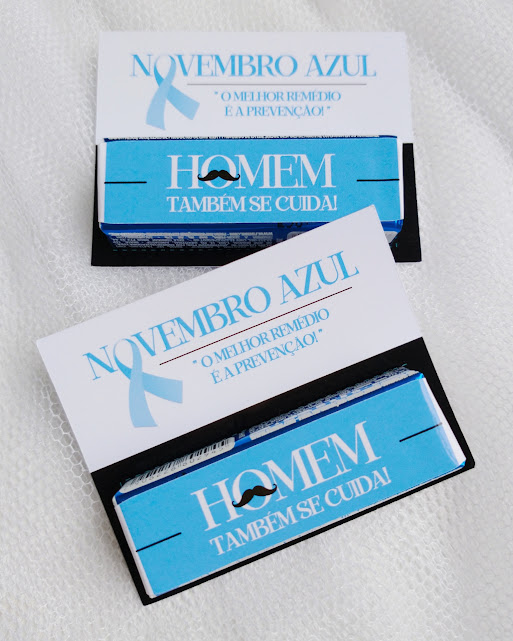 NOVEMBRO AZUL
" O MELHOR REMÉDIO
É A PREVENÇÃO! "
HOMEM
TAMBÉM SE CUIDA!
NOVEMBRO AZUL
" O MELHOR REMÉDIO
É A PREVENÇÃO! "
HOMEM
TAMBÉM SE CUIDA!